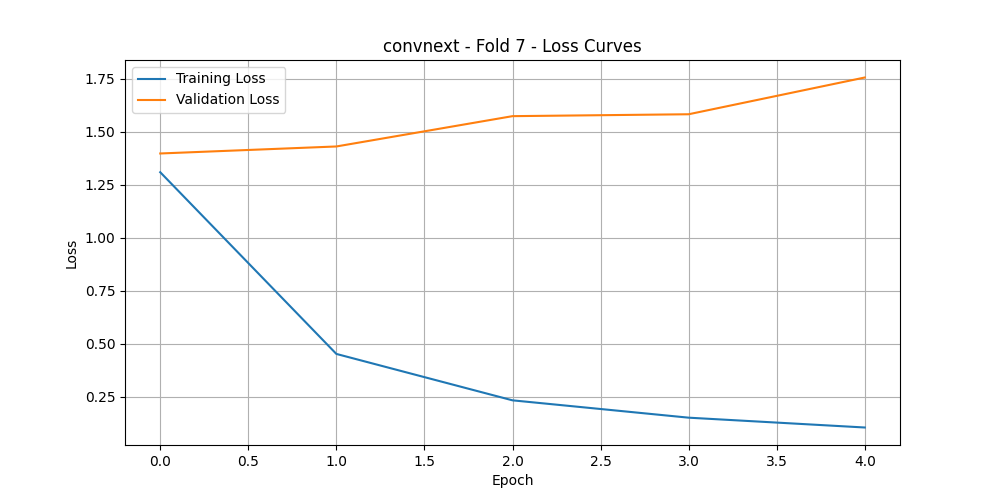 convnext - Fold 7 - Loss Curves
Training Loss
Validation Loss
1.75
1.50
1.25
1.00
0.75
0.50
0.25
Loss
0.0 0.5 1.0 1.5 2.0 2.5 3.0 3.5 4.0
Epoch